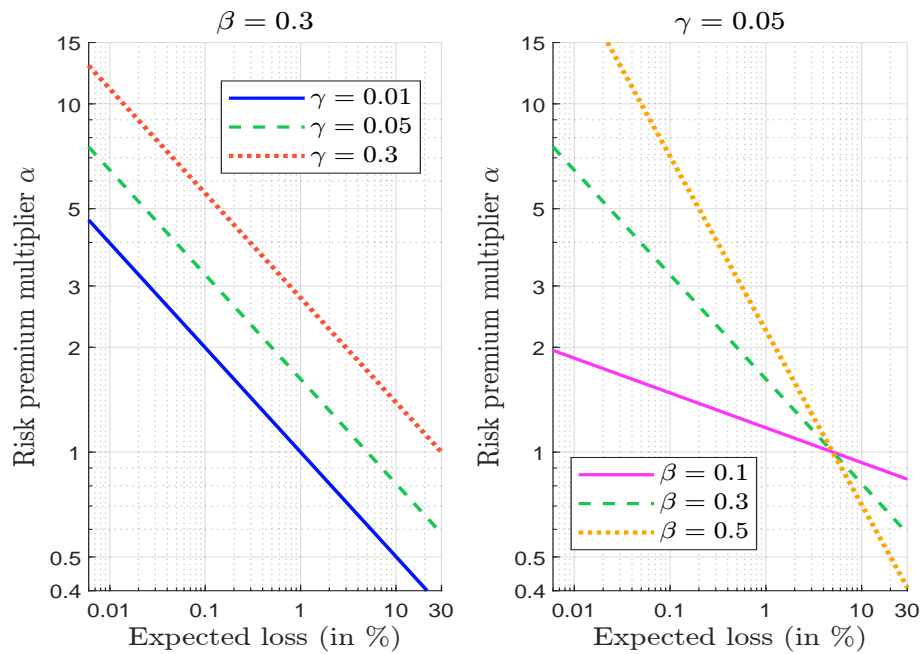 β = 0.3
Risk premium multiplier α
15
10
5
3
2
1
0.5
0.4
γ = 0.01
γ = 0.05
γ = 0.3
0.01
0.1
1
10
30
Expected loss (in %)
γ = 0.05
Risk premium multiplier α
15
10
5
3
2
1
0.5
0.4
β = 0.1
β = 0.3
β = 0.5
0.01
0.1
1
10
30
Expected loss (in %)